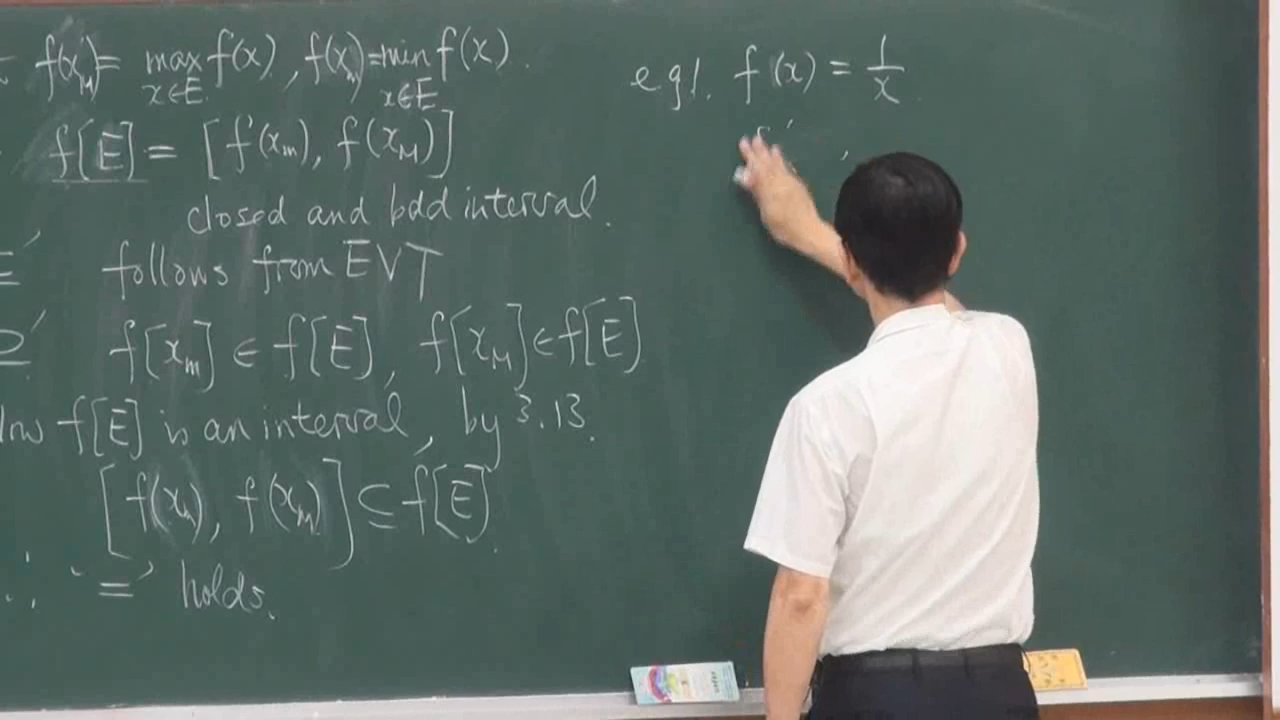 f(x_M) = max f(x), f(x_m) = min f(x).
x∈E x∈E
f[E] = [f(x_m), f(x_M)]
closed and bdd interval.
follows from EVT
f[x_m] ∈ f[E], f[x_M] ∈ f[E]
f[E] is an interval, by 3.13.
[f(x_m), f(x_M)] ⊆ f[E].
∴ '=' holds.
e.g 1. f(x) = 1/x